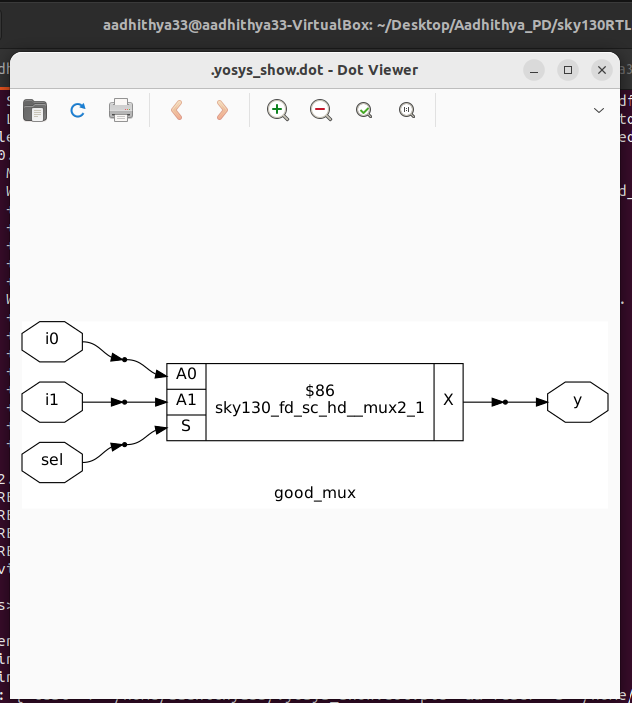 aadhithya33@aadhithya33-VirtualBox: ~/Desktop/Aadhithya_PD/sky130RTL
.yosys_show.dot - Dot Viewer
i0
i1
sel
A0
A1
S
$86
sky130_fd_sc_hd__mux2_1
X
y
good_mux